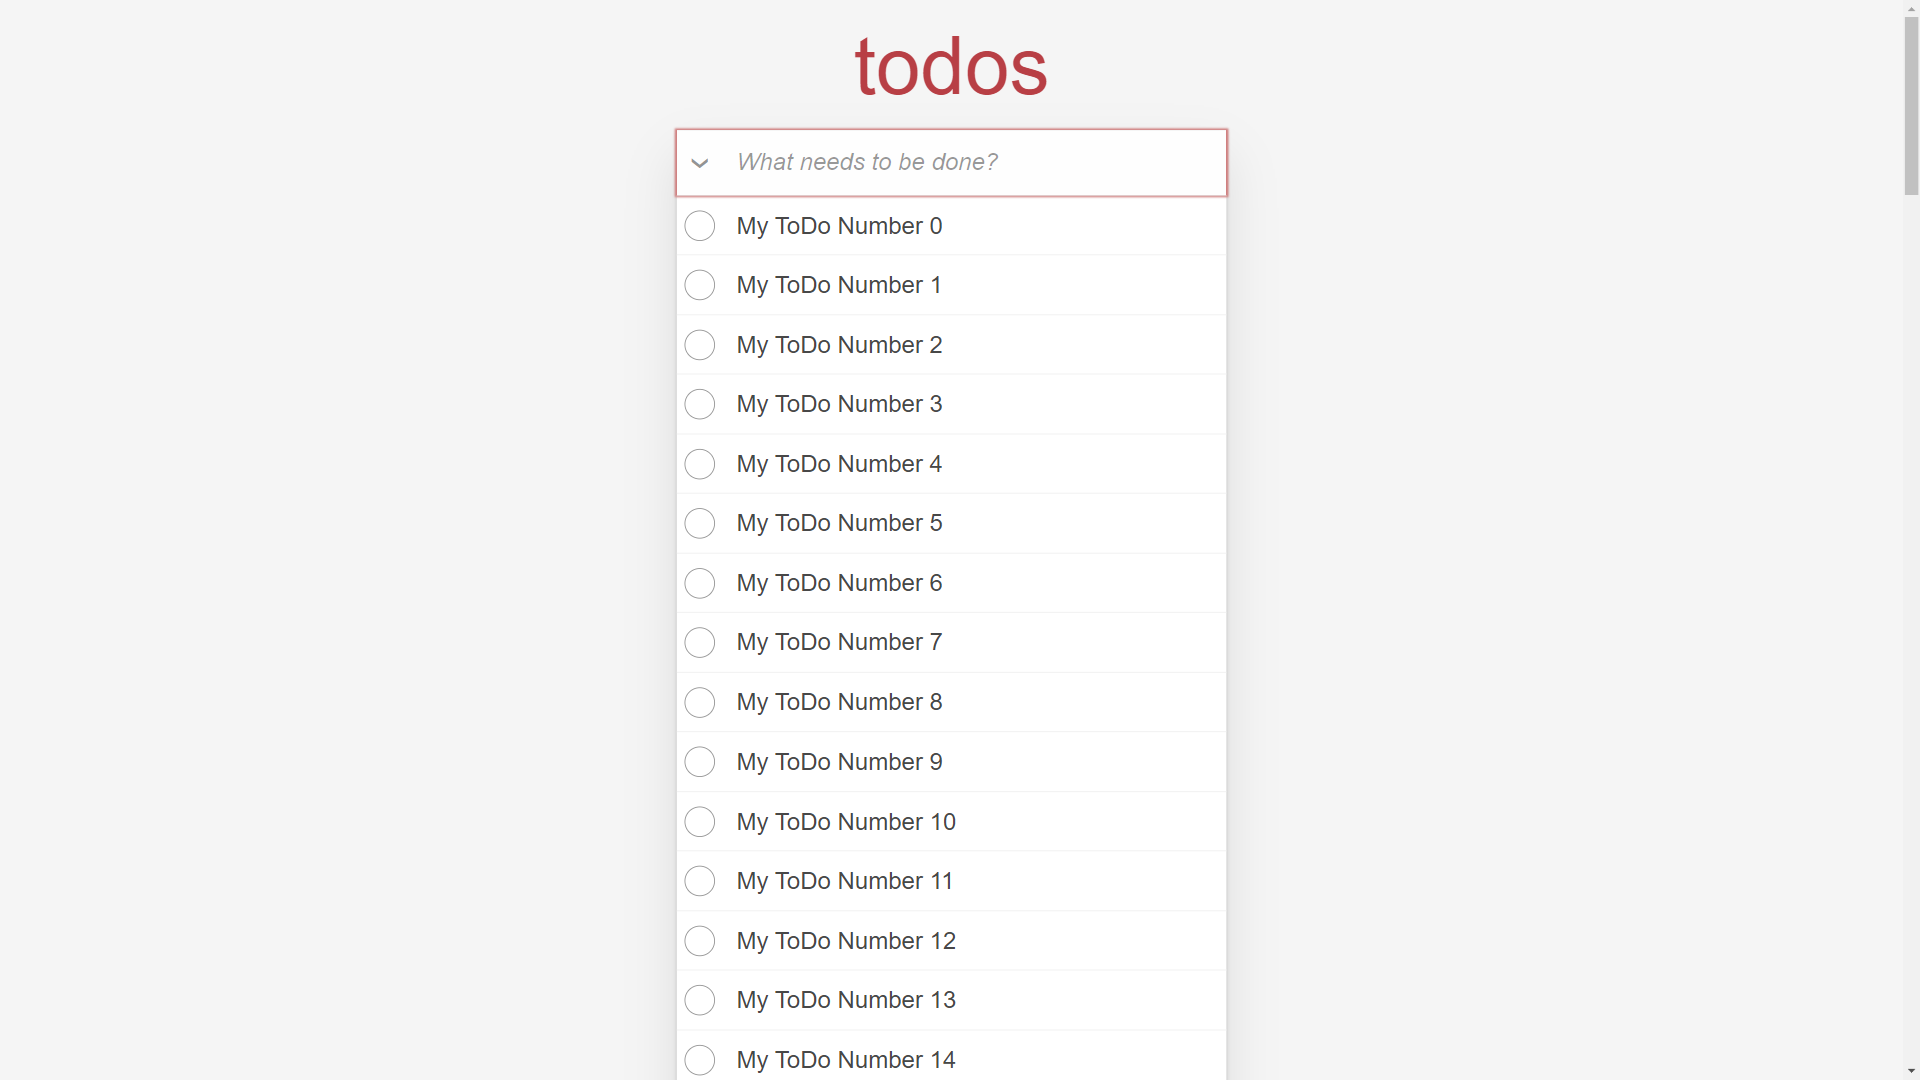 todos
What needs to be done?
My ToDo Number 0
My ToDo Number 1
My ToDo Number 2
My ToDo Number 3
My ToDo Number 4
My ToDo Number 5
My ToDo Number 6
My ToDo Number 7
My ToDo Number 8
My ToDo Number 9
My ToDo Number 10
My ToDo Number 11
My ToDo Number 12
My ToDo Number 13
My ToDo Number 14